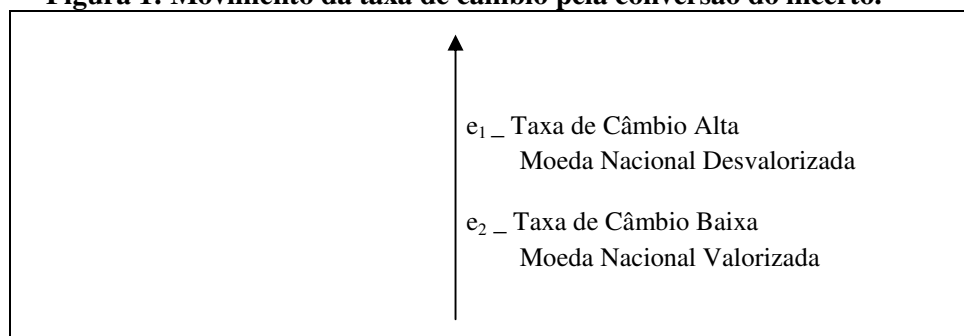 Figura 1: Movimento da taxa de câmbio pela conversão do incerto.
e₁ _ Taxa de Câmbio Alta
Moeda Nacional Desvalorizada
e₂ _ Taxa de Câmbio Baixa
Moeda Nacional Valorizada